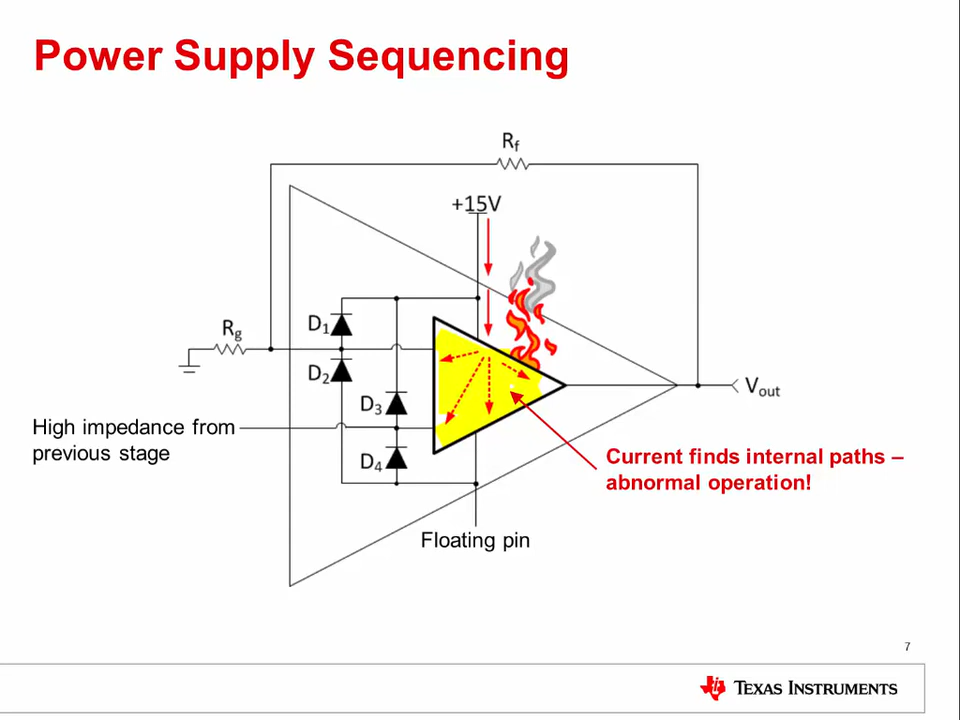 Power Supply Sequencing
Rf
+15V
Rg
D1
D2
D3
High impedance from
previous stage
D4
Vout
Current finds internal paths –
abnormal operation!
Floating pin
7
TEXAS INSTRUMENTS